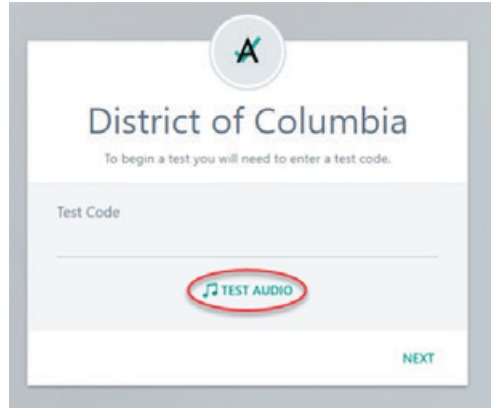 District of Columbia
To begin a test you will need to enter a test code.
Test Code
TEST AUDIO
NEXT